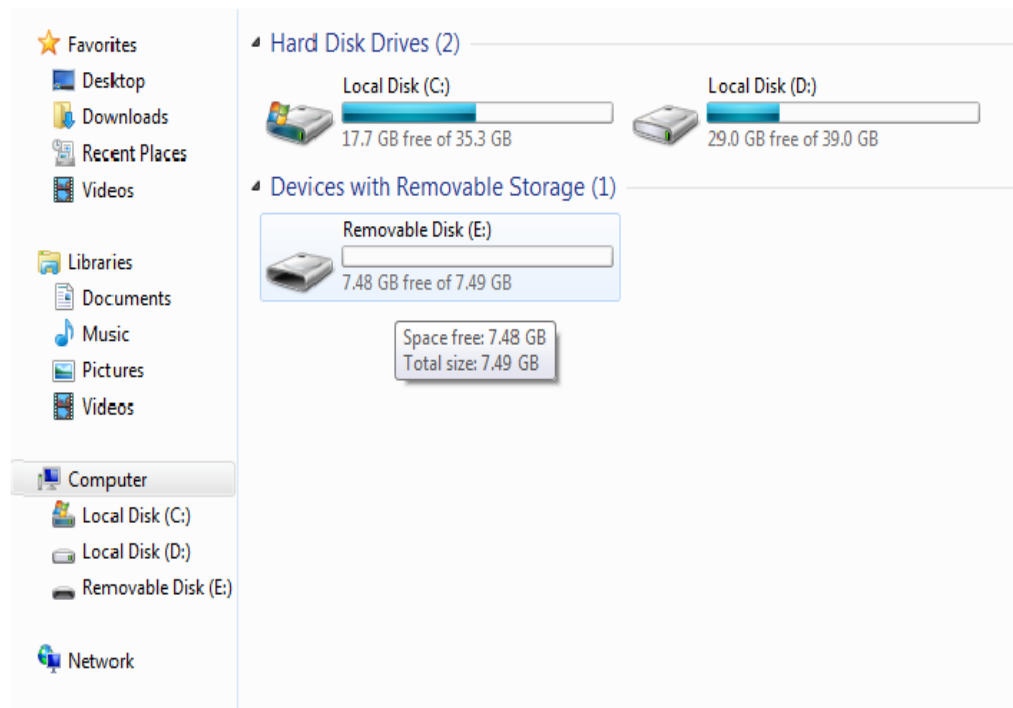 Favorites
Desktop
Downloads
Recent Places
Videos
Libraries
Documents
Music
Pictures
Videos
Computer
Local Disk (C:)
Local Disk (D:)
Removable Disk (E:)
Network
Hard Disk Drives (2)
Local Disk (C:)
17.7 GB free of 35.3 GB
Local Disk (D:)
29.0 GB free of 39.0 GB
Devices with Removable Storage (1)
Removable Disk (E:)
7.48 GB free of 7.49 GB
Space free: 7.48 GB
Total size: 7.49 GB